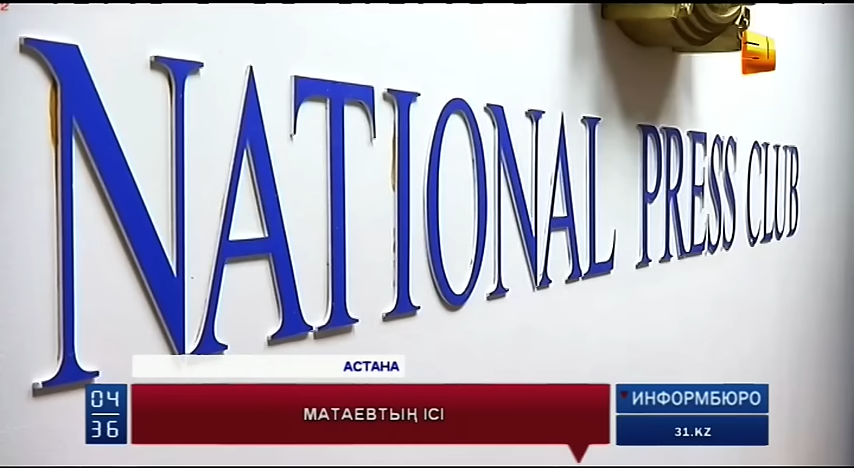 NATIONAL PRESS CLUB
АСТАНА
04
36
МАТАЕВТЫҢ ІСІ
ИНФОРМБЮРО
31.KZ